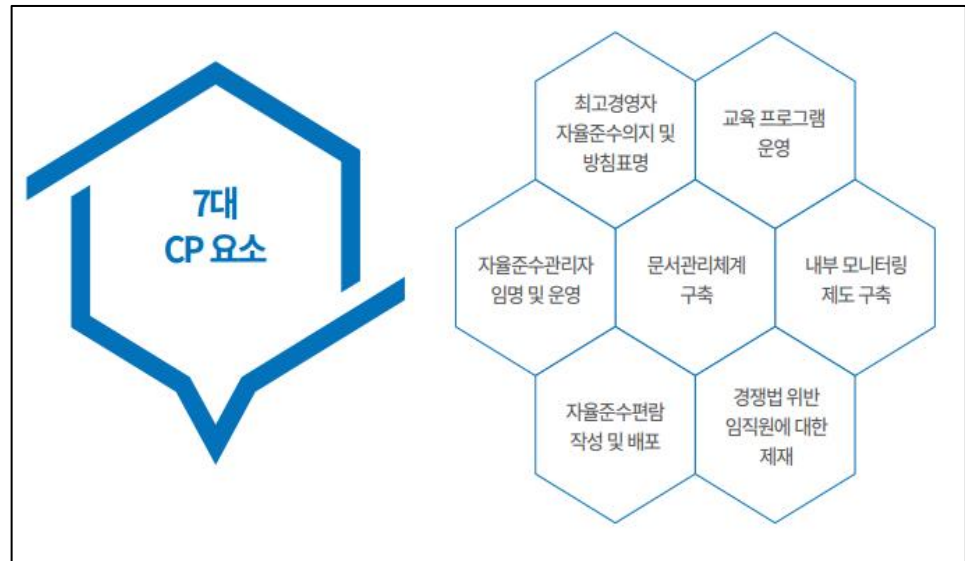 7대
CP 요소
최고경영자
자율준수의지 및
방침표명
교육 프로그램
운영
자율준수관리자
임명 및 운영
문서관리체계
구축
내부 모니터링
제도 구축
자율준수편람
작성 및 배포
경쟁법 위반
임직원에 대한
제재